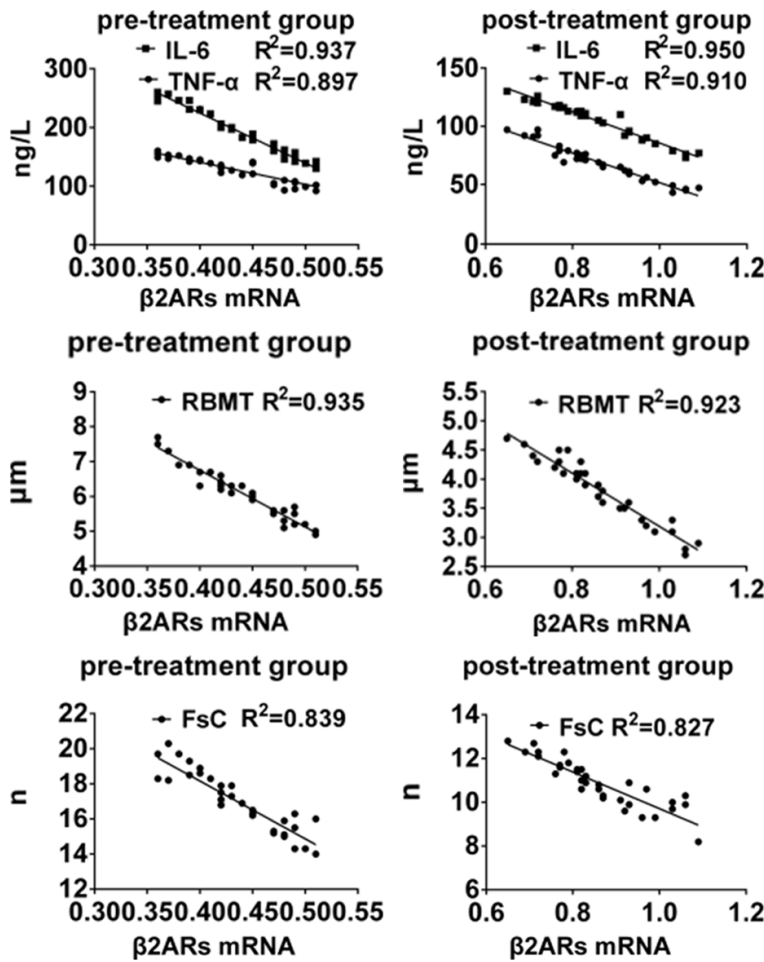 pre-treatment group
IL-6 R²=0.937
TNF-α R²=0.897
300
200
100
0
ng/L
0.300.350.400.450.500.55
β2ARs mRNA
post-treatment group
IL-6 R²=0.950
TNF-α R²=0.910
150
100
50
0
ng/L
0.6 0.8 1.0 1.2
β2ARs mRNA
pre-treatment group
RBMT R²=0.935
9
8
7
6
5
4
μm
0.300.350.400.450.500.55
β2ARs mRNA
post-treatment group
RBMT R²=0.923
5.5
5.0
4.5
4.0
3.5
3.0
2.5
μm
0.6 0.8 1.0 1.2
β2ARs mRNA
pre-treatment group
FsC R²=0.839
22
20
18
16
14
12
n
0.300.350.400.450.500.55
β2ARs mRNA
post-treatment group
FsC R²=0.827
14
12
10
8
6
n
0.6 0.8 1.0 1.2
β2ARs mRNA